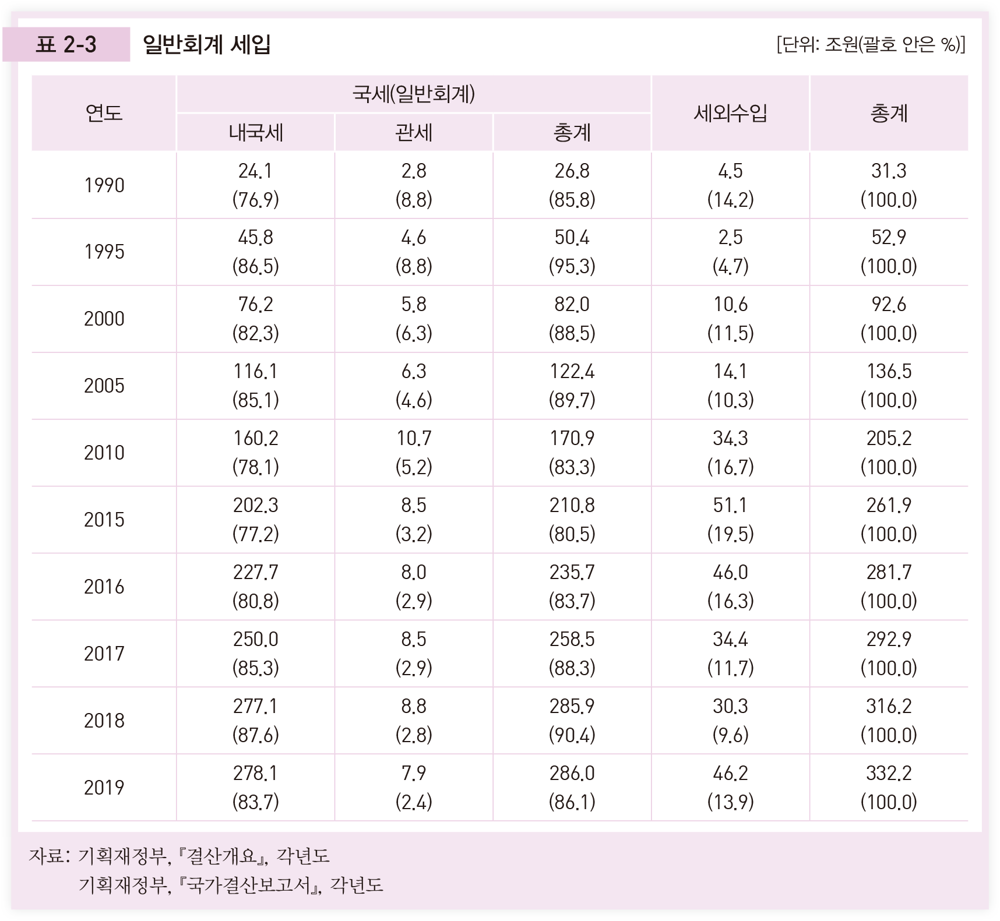 표 2-3 일반회계 세입 [단위: 조원(괄호 안은 %)]
연도 국세(일반회계) 세외수입 총계
내국세 관세 총계
1990 24.1 2.8 26.8 4.5 31.3
(76.9) (8.8) (85.8) (14.2) (100.0)
1995 45.8 4.6 50.4 2.5 52.9
(86.5) (8.8) (95.3) (4.7) (100.0)
2000 76.2 5.8 82.0 10.6 92.6
(82.3) (6.3) (88.5) (11.5) (100.0)
2005 116.1 6.3 122.4 14.1 136.5
(85.1) (4.6) (89.7) (10.3) (100.0)
2010 160.2 10.7 170.9 34.3 205.2
(78.1) (5.2) (83.3) (16.7) (100.0)
2015 202.3 8.5 210.8 51.1 261.9
(77.2) (3.2) (80.5) (19.5) (100.0)
2016 227.7 8.0 235.7 46.0 281.7
(80.8) (2.9) (83.7) (16.3) (100.0)
2017 250.0 8.5 258.5 34.4 292.9
(85.3) (2.9) (88.3) (11.7) (100.0)
2018 277.1 8.8 285.9 30.3 316.2
(87.6) (2.8) (90.4) (9.6) (100.0)
2019 278.1 7.9 286.0 46.2 332.2
(83.7) (2.4) (86.1) (13.9) (100.0)
자료: 기획재정부, 『결산개요』, 각년도
기획재정부, 『국가결산보고서』, 각년도